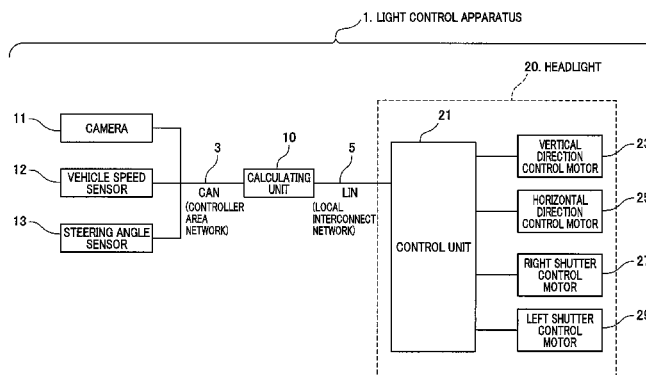 1. LIGHT CONTROL APPARATUS
20. HEADLIGHT
11
CAMERA
12
VEHICLE SPEED
SENSOR
13
STEERING ANGLE
SENSOR
3
CAN
(CONTROLLER
AREA
NETWORK)
10
CALCULATING
UNIT
5
LIN
(LOCAL
INTERCONNECT
NETWORK)
21
CONTROL UNIT
VERTICAL
DIRECTION
CONTROL MOTOR
23
HORIZONTAL
DIRECTION
CONTROL MOTOR
25
RIGHT SHUTTER
CONTROL
MOTOR
27
LEFT SHUTTER
CONTROL
MOTOR
29